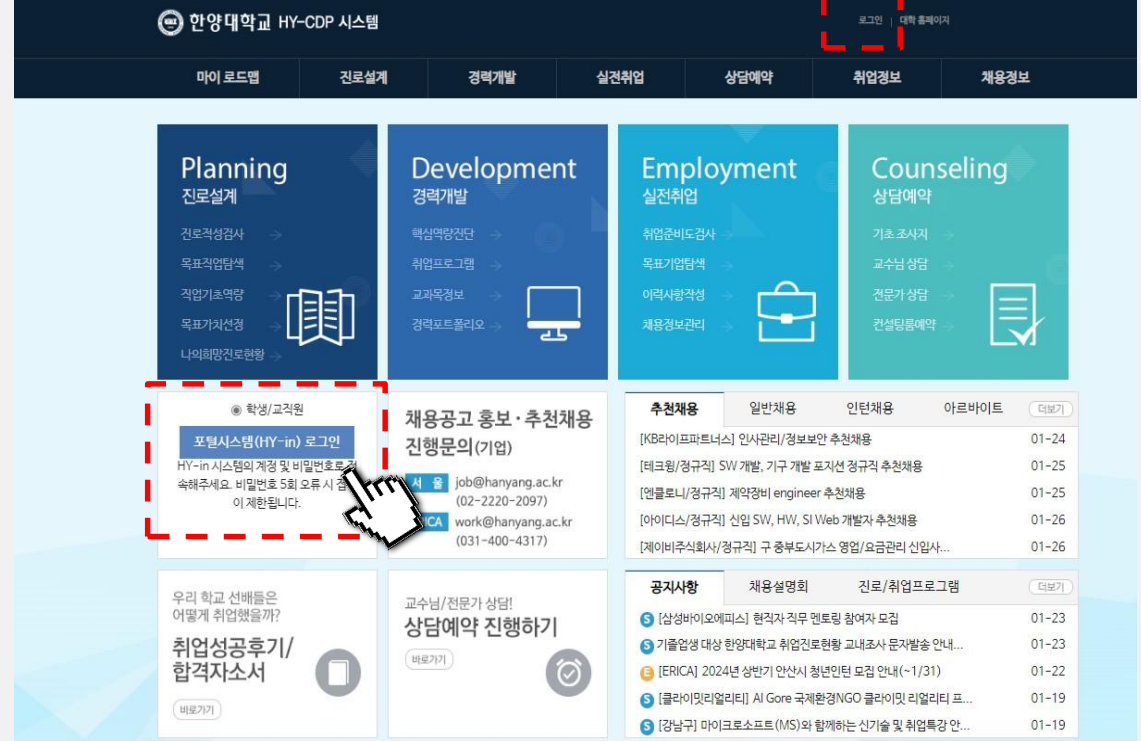 한양대학교 HY-CDP 시스템
로그인 | 대학 홈페이지
마이 로드맵 진로설계 경력개발 실전취업 상담예약 취업정보 채용정보
Planning
진로설계
진로적성검사
목표직업탐색
직업기초역량
목표가치선정
나의희망진로현황
Development
경력개발
핵심역량진단
취업프로그램
교과목정보
경력포트폴리오
Employment
실전취업
취업준비도검사
목표기업탐색
이력사항작성
채용정보관리
Counseling
상담예약
기초 조사지
교수님 상담
전문가 상담
컨설팅룸예약
학생/교직원
포털시스템(HY-in) 로그인
HY-in 시스템의 계정 및 비밀번호로
속해주세요. 비밀번호 5회 오류 시
이 제한됩니다.
채용공고 홍보·추천채용
진행문의(기업)
서 울 job@hanyang.ac.kr
(02-2220-2097)
ICA work@hanyang.ac.kr
(031-400-4317)
추천채용 일반채용 인턴채용 아르바이트 더보기
[KB라이프파트너스] 인사관리/정보보안 추천채용 01-24
[테크윙/정규직] SW 개발, 기구 개발 포지션 정규직 추천채용 01-25
[엔클로니/정규직] 제약장비 engineer 추천채용 01-25
[아이디스/정규직] 신입 SW, HW, SI Web 개발자 추천채용 01-26
[제이비주식회사/정규직] 구 중부도시가스 영업/요금관리 신입사... 01-26
우리 학교 선배들은
어떻게 취업했을까?
취업성공후기/
합격자소서
바로가기
교수님/전문가 상담!
상담예약 진행하기
바로가기
공지사항 채용설명회 진로/취업프로그램 더보기
S [삼성바이오에피스] 현직자 직무 멘토링 참여자 모집 01-23
S 기졸업생 대상 한양대학교 취업진로현황 교내조사 문자발송 안내... 01-23
E [ERICA] 2024년 상반기 안산시 청년인턴 모집 안내(~1/31) 01-22
S [클라이밋리얼리티] Al Gore 국제환경NGO 클라이밋 리얼리티 프... 01-19
S [강남구] 마이크로소프트(MS)와 함께하는 신기술 및 취업특강 안... 01-19